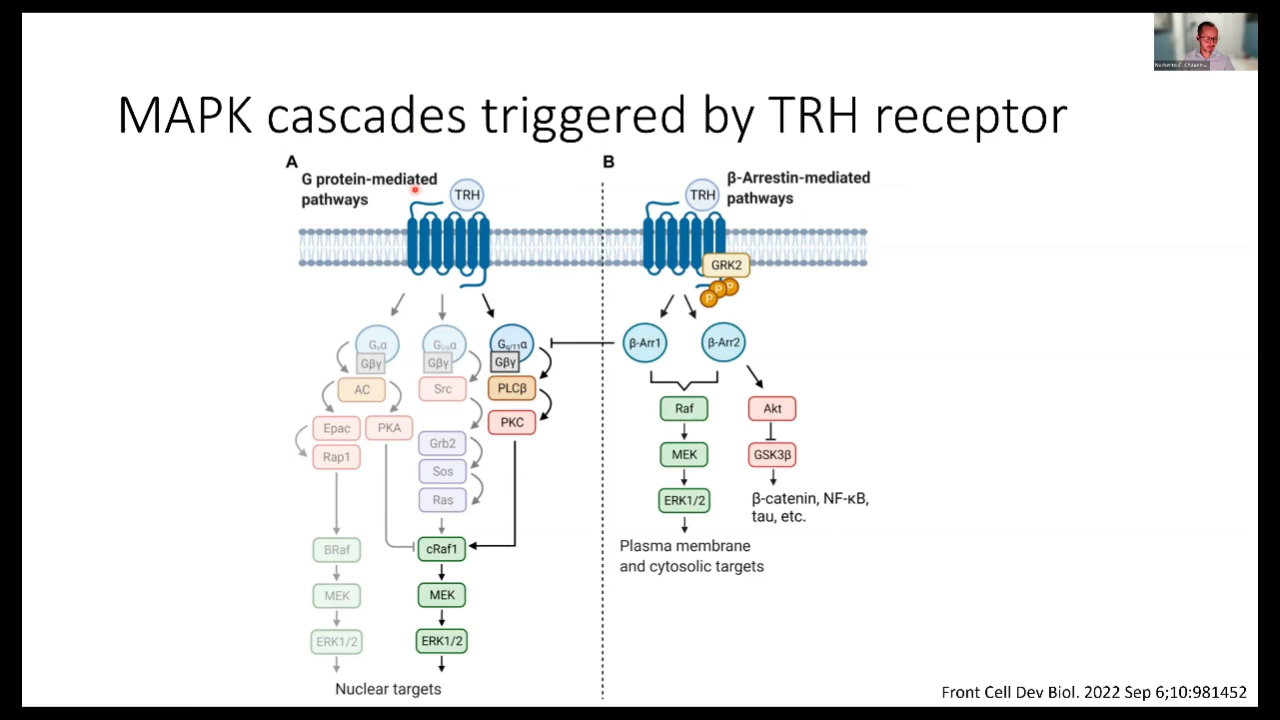 MAPK cascades triggered by TRH receptor
A
G protein-mediated
pathways
TRH
Gsα
Gβγ
AC
Epac
PKA
Rap1
BRaf
MEK
ERK1/2
Gβγ
Src
Grb2
Sos
Ras
cRaf1
MEK
ERK1/2
Gq/11α
Gβγ
PLCβ
PKC
Nuclear targets
B
β-Arrestin-mediated
pathways
TRH
GRK2
P
P
P
β-Arr1
β-Arr2
Raf
MEK
ERK1/2
Plasma membrane
and cytosolic targets
Akt
GSK3β
β-catenin, NF-κB,
tau, etc.
Front Cell Dev Biol. 2022 Sep 6;10:981452